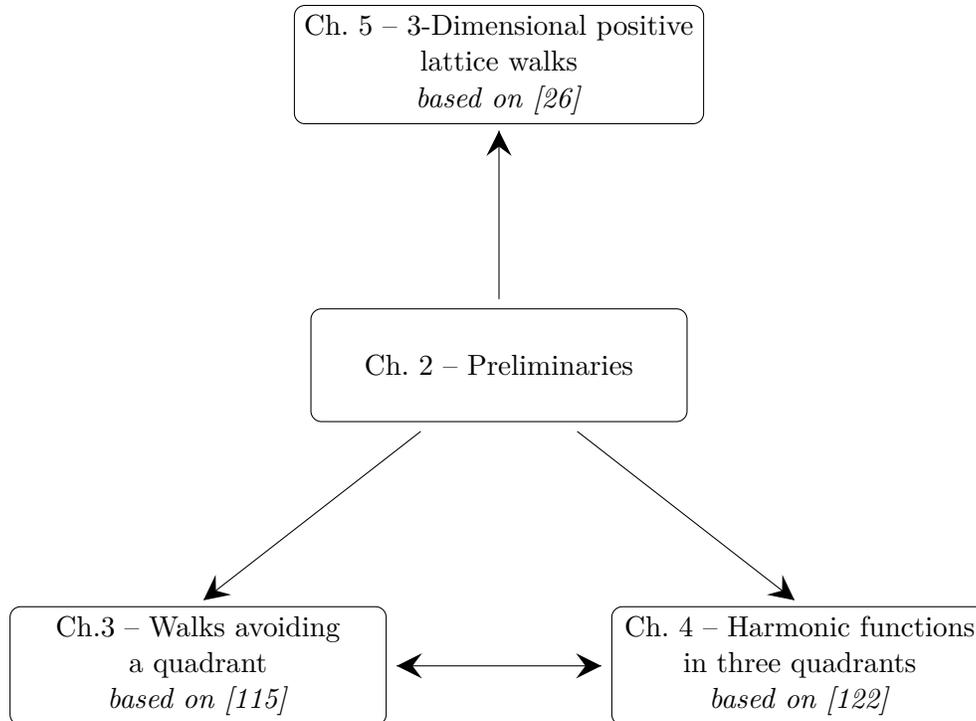 Ch. 5 – 3-Dimensional positive
lattice walks
based on [26]
Ch. 2 – Preliminaries
Ch.3 – Walks avoiding
a quadrant
based on [115]
Ch. 4 – Harmonic functions
in three quadrants
based on [122]